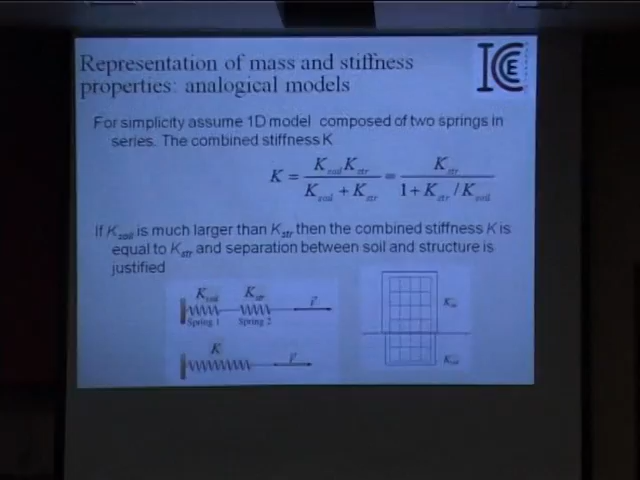 Representation of mass and stiffness
properties: analogical models
ICCE
For simplicity assume 1D model composed of two springs in
series. The combined stiffness K
K = K_soil K_str / (K_soil + K_str) = K_str / (1 + K_str / K_soil)
If K_soil is much larger than K_str then the combined stiffness K is
equal to K_str and separation between soil and structure is
justified
K_soil K_str
Spring 1 Spring 2
K